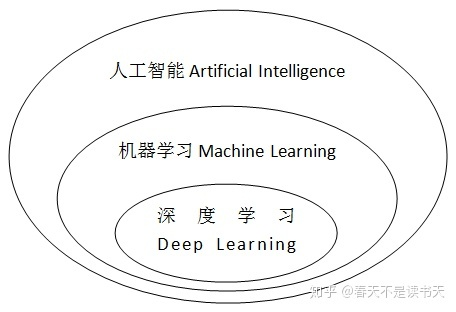 人工智能 Artificial Intelligence
机器学习 Machine Learning
深 度 学 习
Deep Learning
知乎 @春天不是读书天